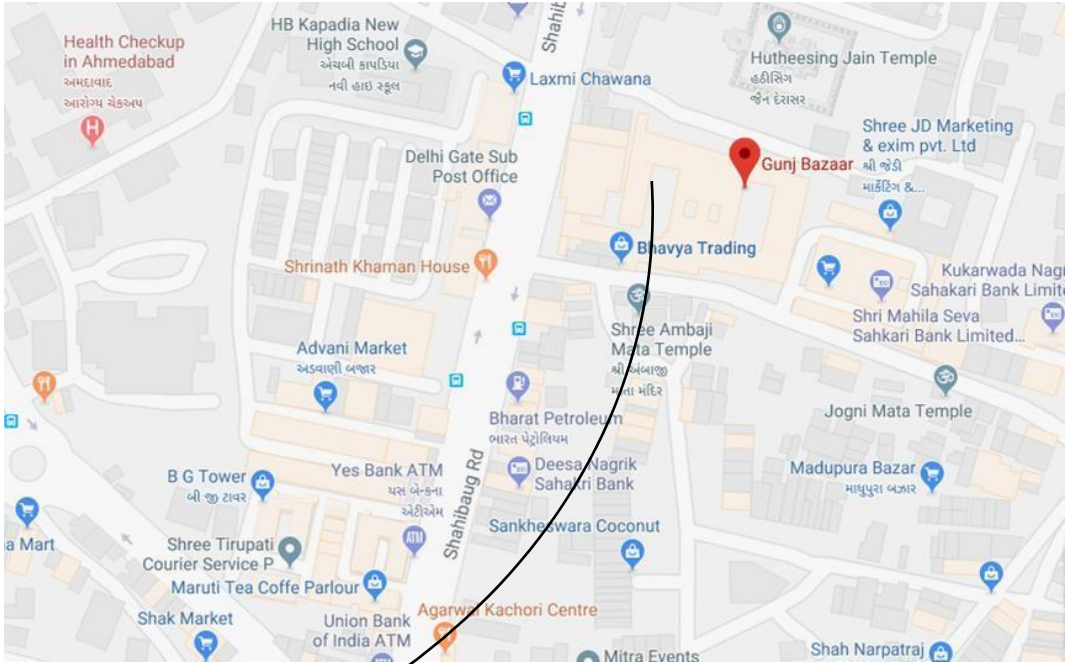 Health Checkup
in Ahmedabad
અમદાવાદ
આરોગ્ય ચેકઅપ
H
HB Kapadia New
High School
એચબી કાપડિયા
નવી હાઇ સ્કૂલ
Shahib
Laxmi Chawana
Hutheesing Jain Temple
હઠીસિંગ
જૈન દેરાસર
Delhi Gate Sub
Post Office
Gunj Bazaar
Shree JD Marketing
& exim pvt. Ltd
શ્રી જેડી
માર્કેટિંગ &...
Shrinath Khaman House
Bhavya Trading
Kukarwada Nagr
Sahakari Bank Limite
Shri Mahila Seva
Sahkari Bank Limited...
Shree Ambaji
Mata Temple
શ્રી અંબાજી
માતા મંદિર
Advani Market
અડવાણી બજાર
Jogni Mata Temple
Bharat Petroleum
ભારત પેટ્રોલિયમ
B G Tower
બી જી ટાવર
Yes Bank ATM
યસ બેન્કના
એટીએમ
ATM
Shahibaug Rd
Deesa Nagrik
Sahakri Bank
Madupura Bazar
માધુપુરા બઝાર
Sankheswara Coconut
a Mart
Shree Tirupati
Courier Service P
Maruti Tea Coffe Parlour
Shak Market
Union Bank
of India ATM
Agarwal Kachori Centre
Mitra Events
Shah Narpatraj